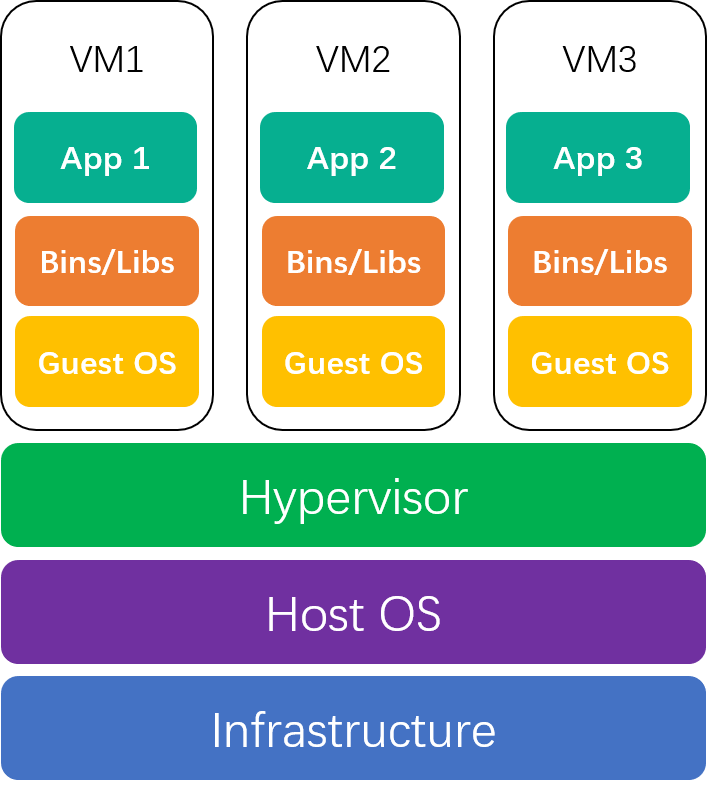 VM1
App 1
Bins/Libs
Guest OS
VM2
App 2
Bins/Libs
Guest OS
VM3
App 3
Bins/Libs
Guest OS
Hypervisor
Host OS
Infrastructure